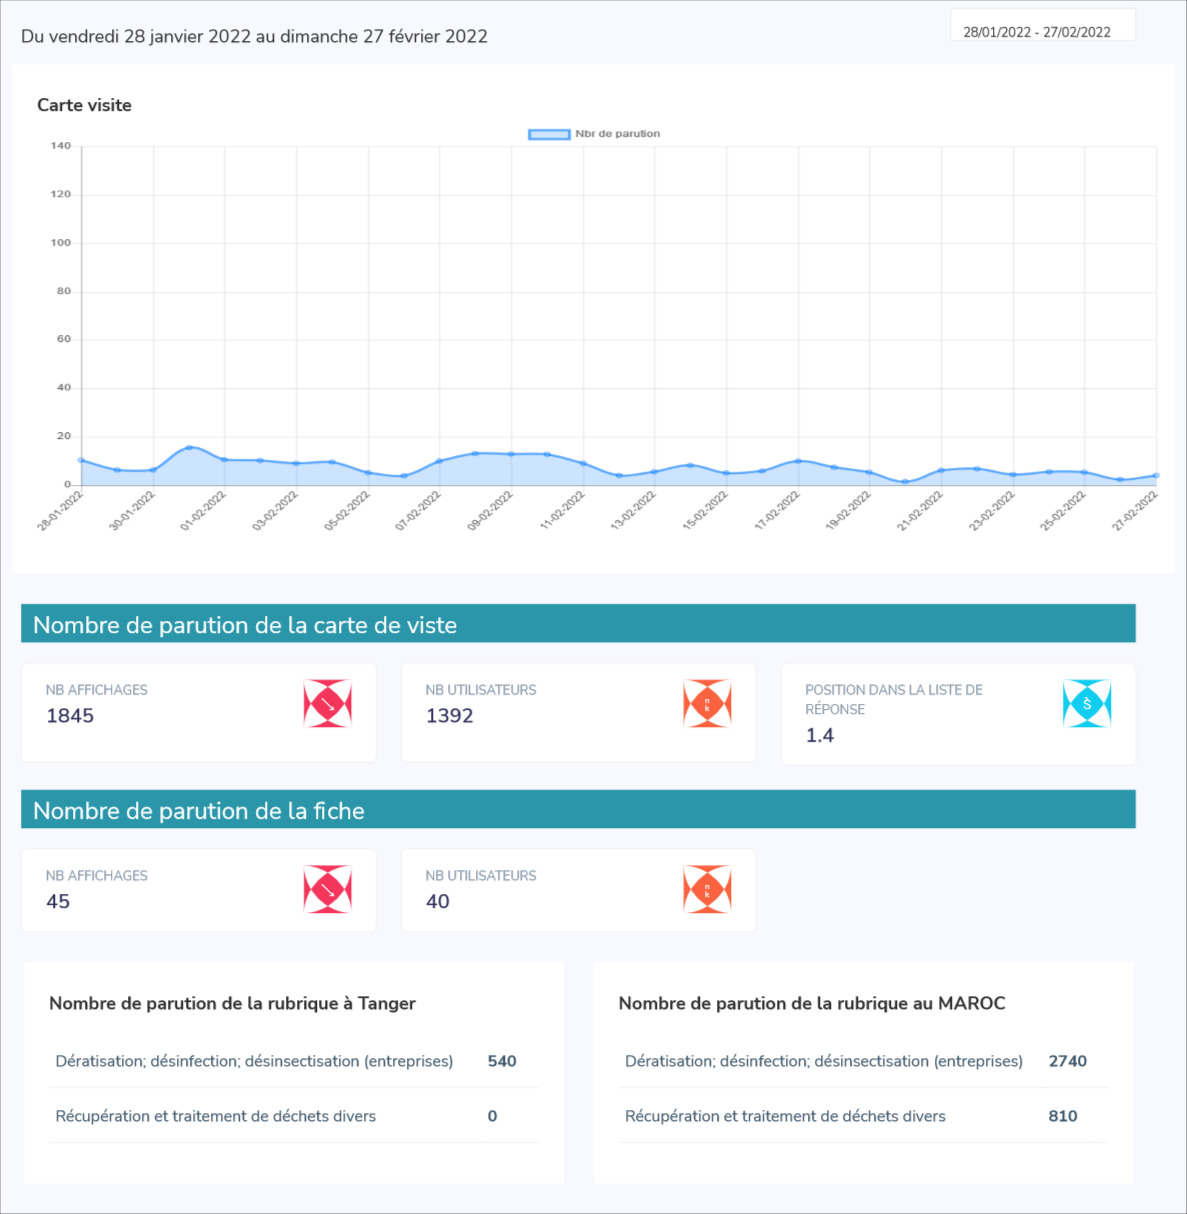 Du vendredi 28 janvier 2022 au dimanche 27 février 2022
28/01/2022 - 27/02/2022
Carte visite
Nbr de parution
140
120
100
80
60
40
20
0
28-01-2022
30-01-2022
01-02-2022
03-02-2022
05-02-2022
07-02-2022
09-02-2022
11-02-2022
13-02-2022
15-02-2022
17-02-2022
19-02-2022
21-02-2022
23-02-2022
25-02-2022
27-02-2022
Nombre de parution de la carte de viste
NB AFFICHAGES
1845
NB UTILISATEURS
1392
POSITION DANS LA LISTE DE
RÉPONSE
1.4
Nombre de parution de la fiche
NB AFFICHAGES
45
NB UTILISATEURS
40
Nombre de parution de la rubrique à Tanger
Dératisation; désinfection; désinsectisation (entreprises) 540
Récupération et traitement de déchets divers 0
Nombre de parution de la rubrique au MAROC
Dératisation; désinfection; désinsectisation (entreprises) 2740
Récupération et traitement de déchets divers 810